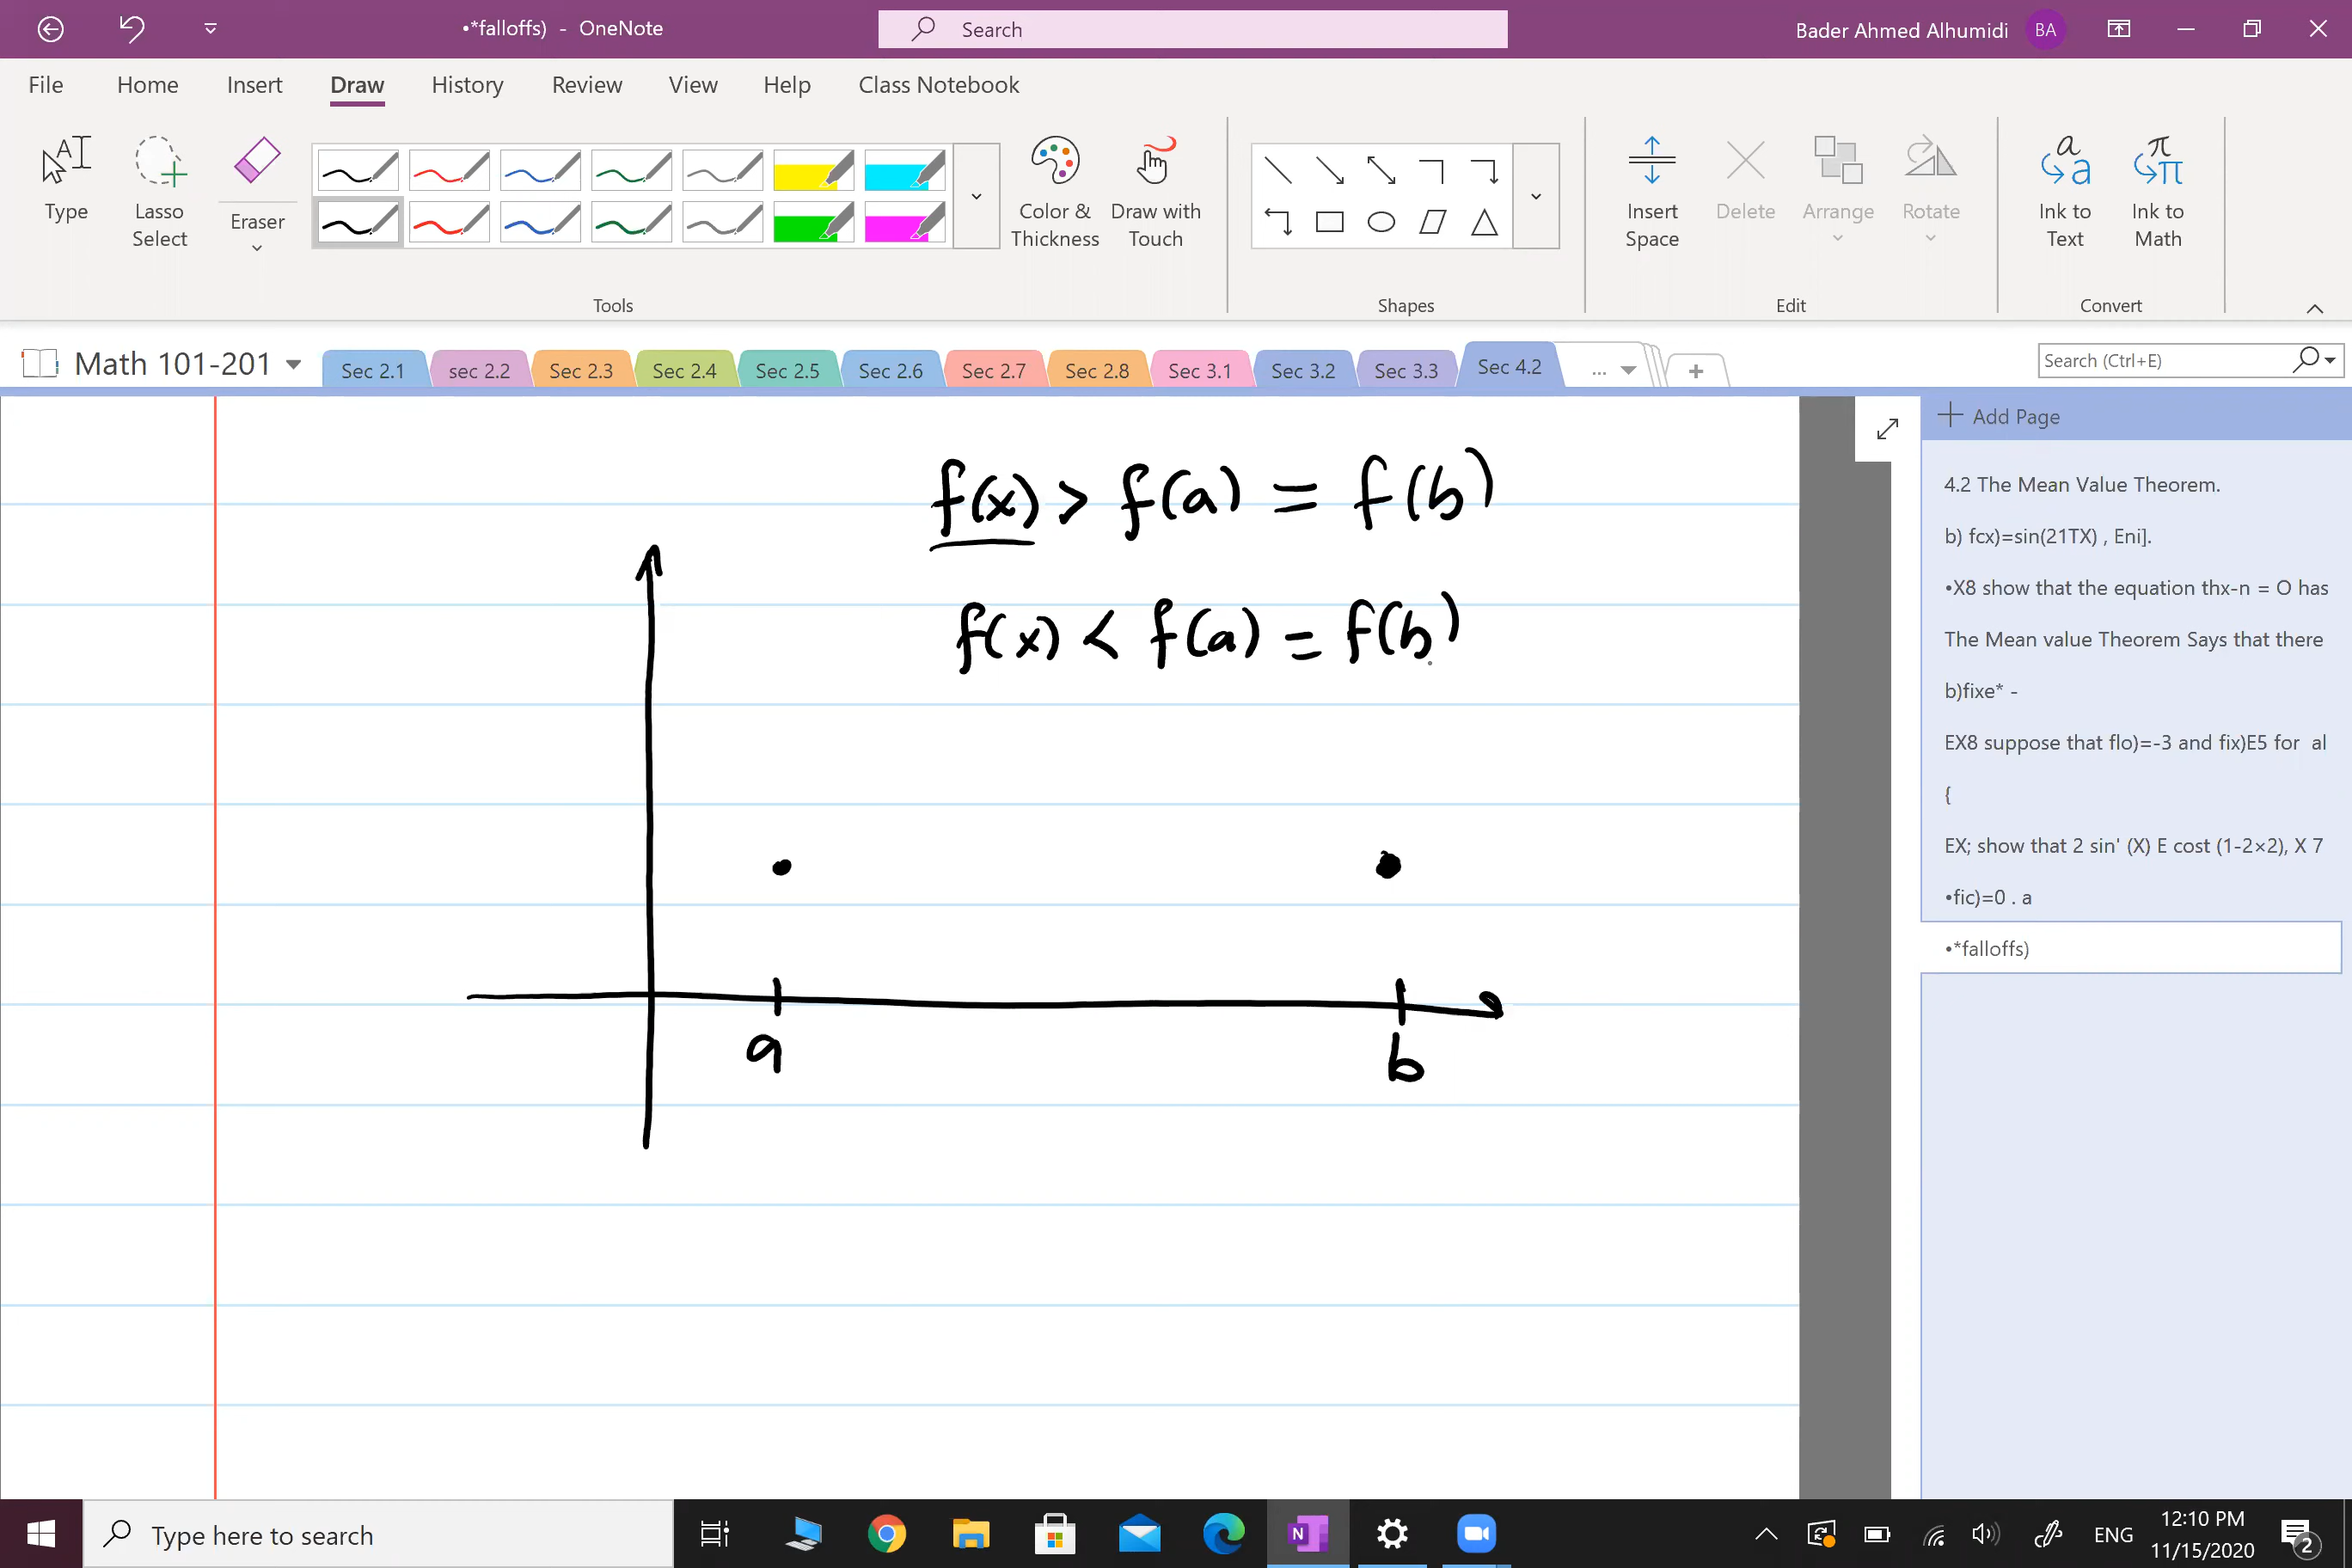 •*falloffs) - OneNote
Search
Bader Ahmed Alhumidi
BA
File Home Insert Draw History Review View Help Class Notebook
Type
Lasso Select
Eraser
Color & Thickness
Draw with Touch
Insert Space
Delete
Arrange
Rotate
Ink to Text
Ink to Math
Tools
Shapes
Edit
Convert
Math 101-201
Sec 2.1
sec 2.2
Sec 2.3
Sec 2.4
Sec 2.5
Sec 2.6
Sec 2.7
Sec 2.8
Sec 3.1
Sec 3.2
Sec 3.3
Sec 4.2
...
Search (Ctrl+E)
f(x) > f(a) = f(b)
f(x) < f(a) = f(b)
a
b
Add Page
4.2 The Mean Value Theorem.
b) fcx)=sin(21TX) , Eni].
•X8 show that the equation thx-n = O has
The Mean value Theorem Says that there
b)fixe* -
EX8 suppose that flo)=-3 and fix)E5 for al
{
EX; show that 2 sin' (X) E cost (1-2×2), X 7
•fic)=0 . a
•*falloffs)
Type here to search
ENG
12:10 PM
11/15/2020
2